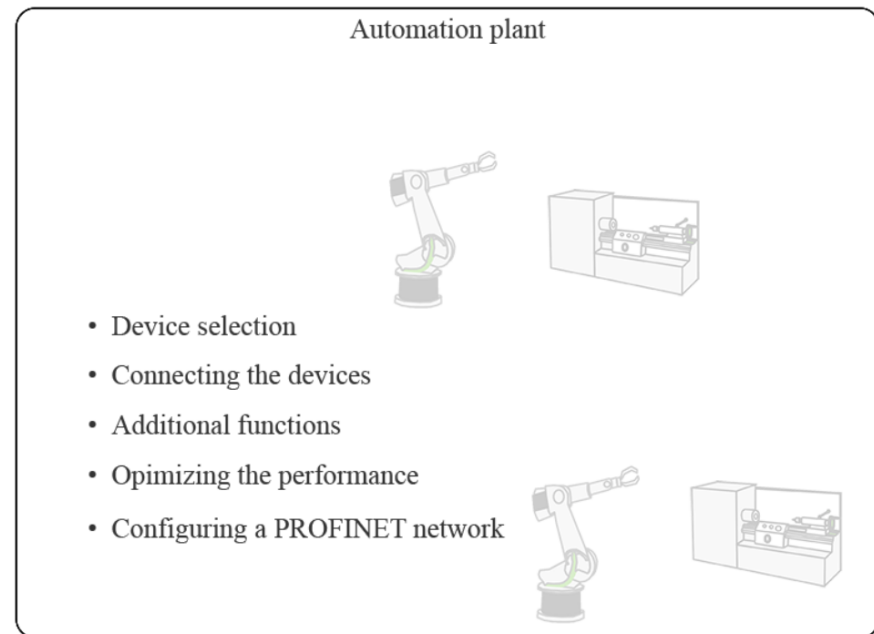 Automation plant
• Device selection
• Connecting the devices
• Additional functions
• Opimizing the performance
• Configuring a PROFINET network